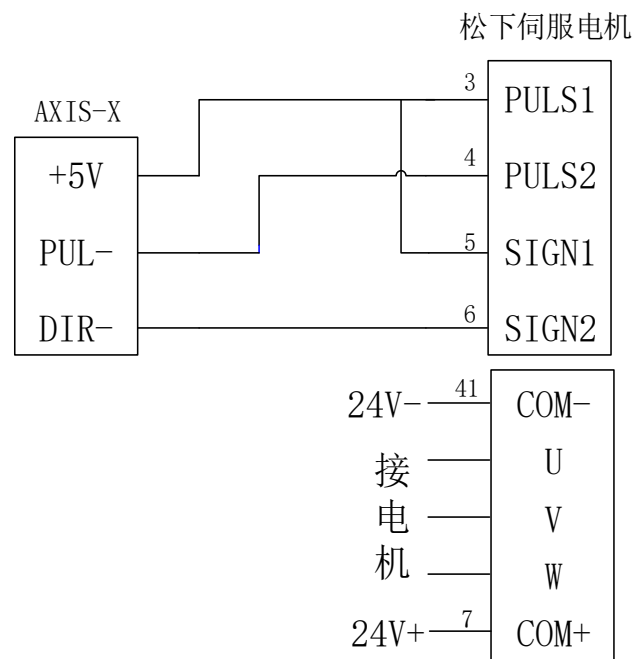 松下伺服电机
AXIS-X
+5V
PUL-
DIR-
3 PULS1
4 PULS2
5 SIGN1
6 SIGN2
24V- 41 COM-
接电机
U
V
W
24V+ 7 COM+